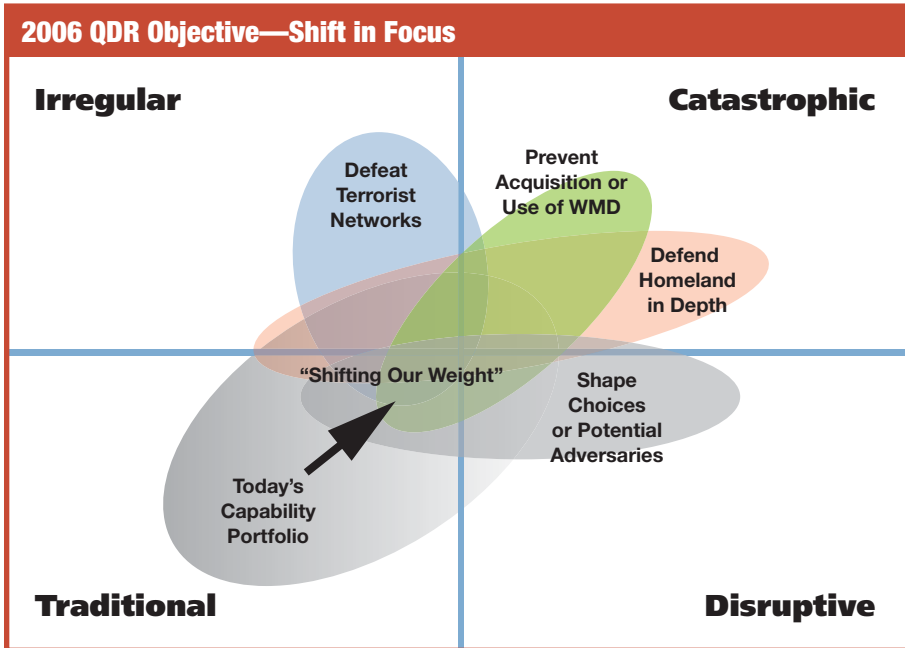 2006 QDR Objective—Shift in Focus
Irregular
Catastrophic
Defeat
Terrorist
Networks
Prevent
Acquisition or
Use of WMD
Defend
Homeland
in Depth
“Shifting Our Weight”
Shape
Choices
or Potential
Adversaries
Today’s
Capability
Portfolio
Traditional
Disruptive